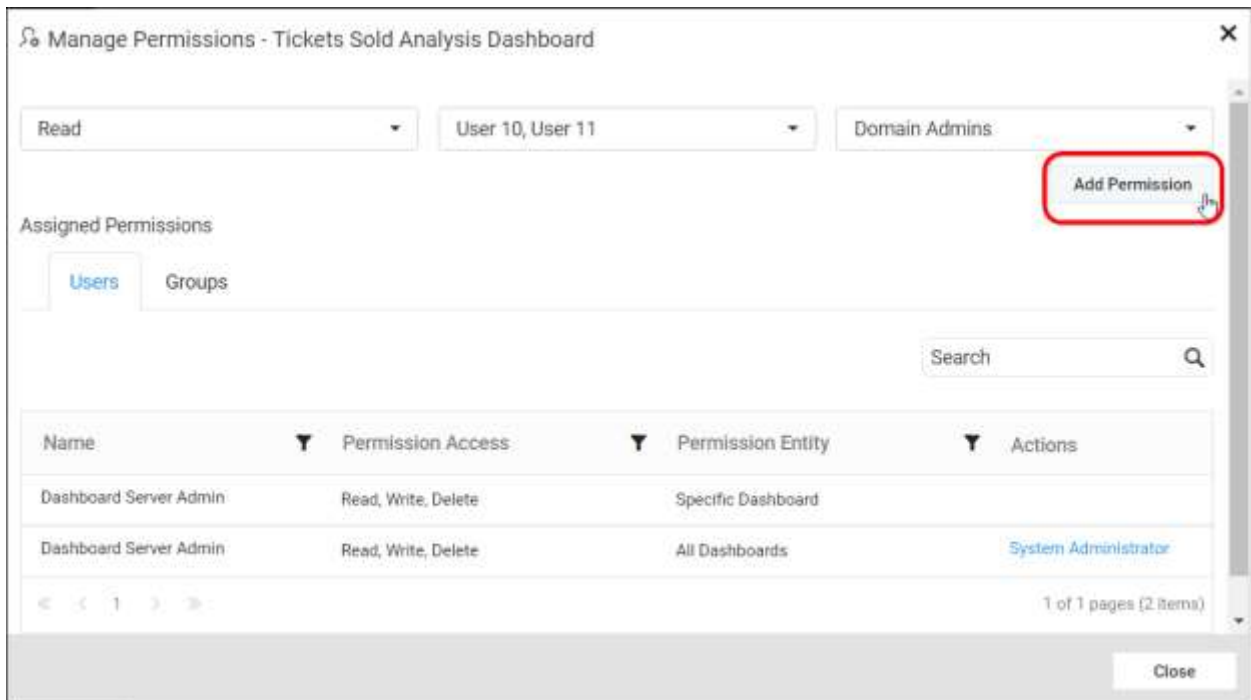 Manage Permissions - Tickets Sold Analysis Dashboard
Read User 10, User 11 Domain Admins
Add Permission
Assigned Permissions
Users Groups
Search
Name Permission Access Permission Entity Actions
Dashboard Server Admin Read, Write, Delete Specific Dashboard
Dashboard Server Admin Read, Write, Delete All Dashboards System Administrator
1 1 of 1 pages (2 items)
Close